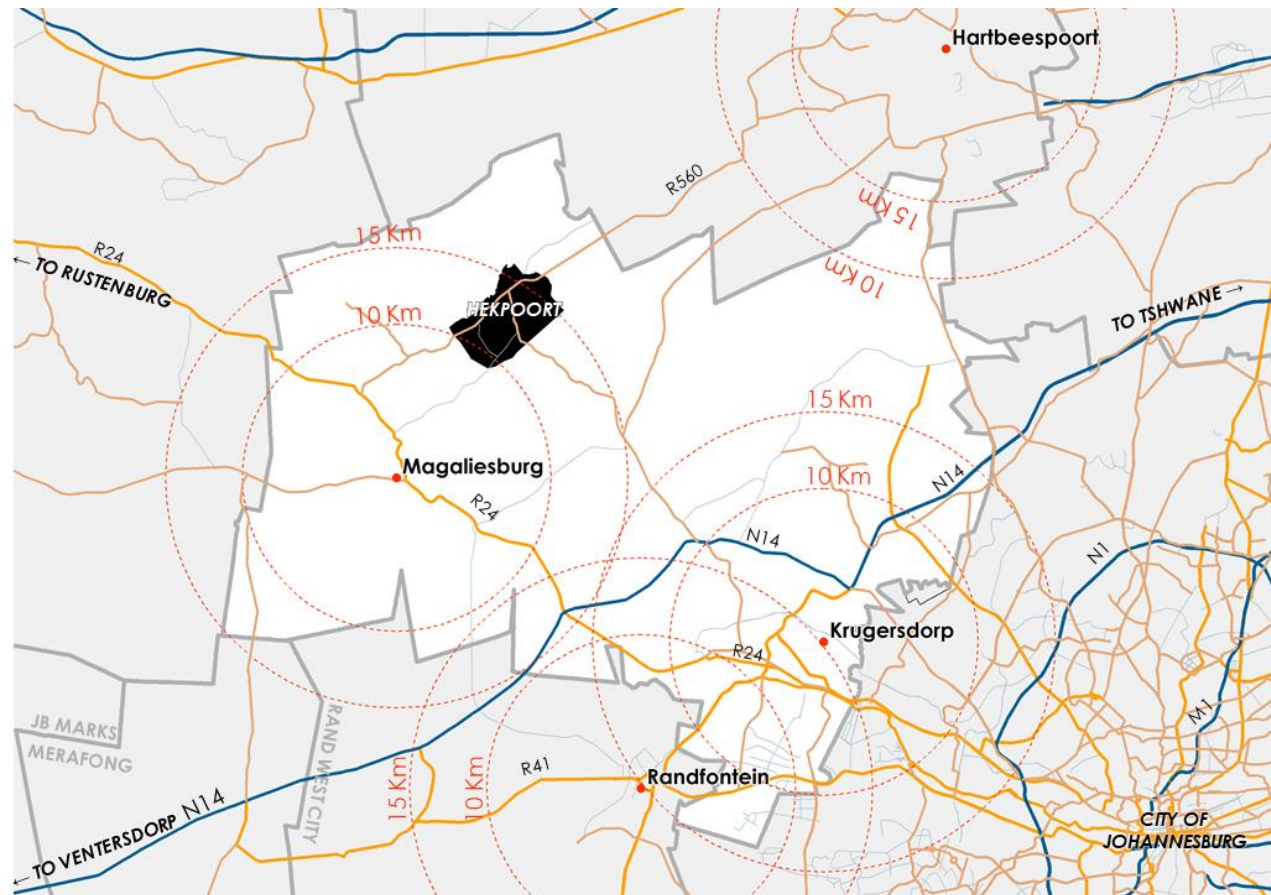 Hartbeespoort
R560
15 Km
10 Km
R24
← TO RUSTENBURG
15 Km
10 Km
HEKPOORT
TO TSHWANE →
15 Km
10 Km
N14
Magaliesburg
R24
N14
N1
Krugersdorp
R24
JB MARKS
MERAFONG
RAND WEST CITY
M1
15 Km
10 Km
R41
Randfontein
← TO VENTERSDORP N14
CITY OF
JOHANNESBURG